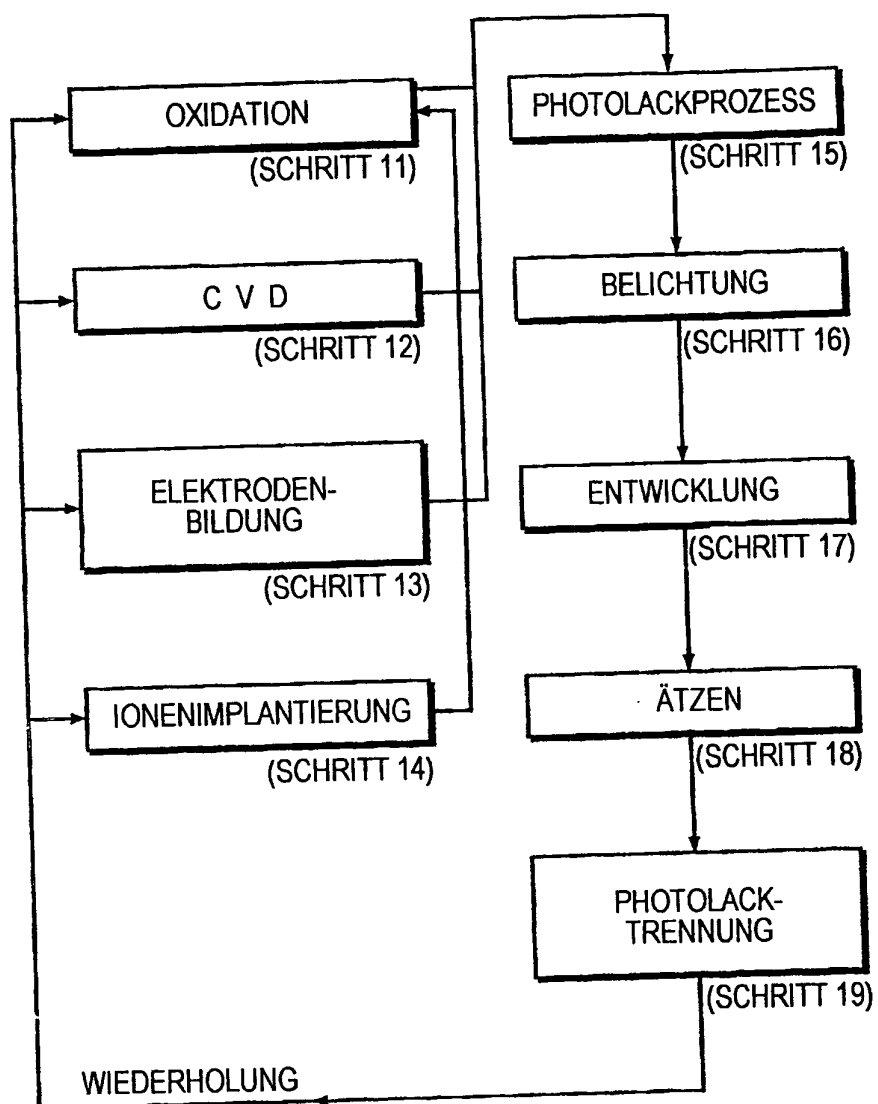 OXIDATION
(SCHRITT 11)
C V D
(SCHRITT 12)
ELEKTRODEN-
BILDUNG
(SCHRITT 13)
IONENIMPLANTIERUNG
(SCHRITT 14)
PHOTOLACKPROZESS
(SCHRITT 15)
BELICHTUNG
(SCHRITT 16)
ENTWICKLUNG
(SCHRITT 17)
ÄTZEN
(SCHRITT 18)
PHOTOLACK-
TRENNUNG
(SCHRITT 19)
WIEDERHOLUNG